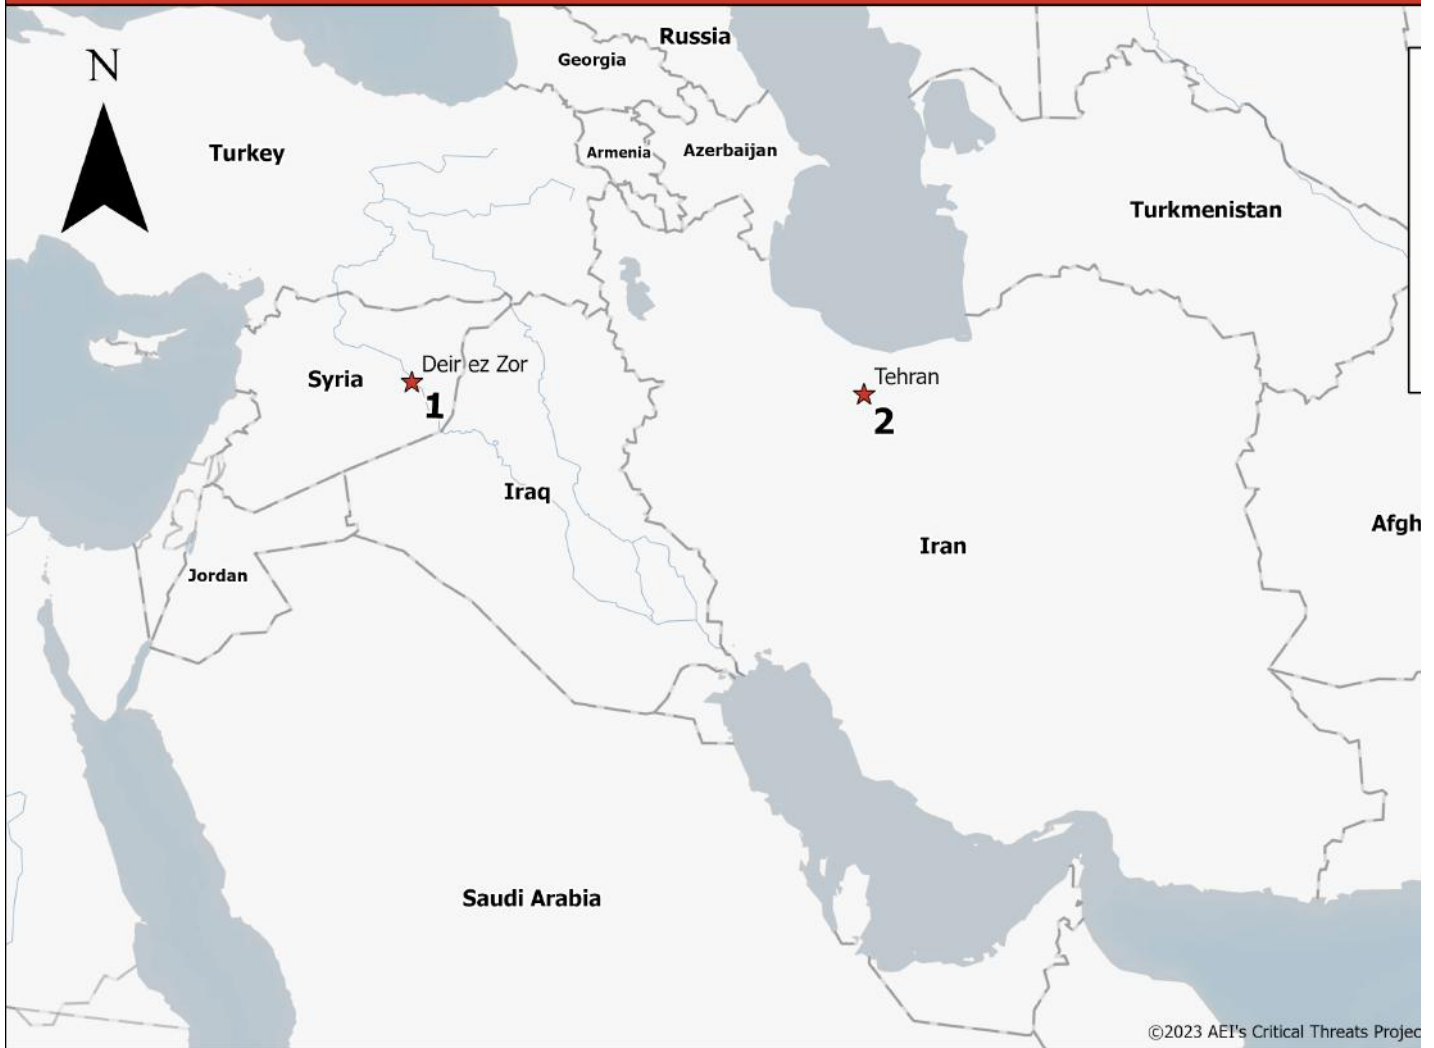 Russia
N
Georgia
Turkey
Armenia
Azerbaijan
Turkmenistan
Deir ez Zor
Syria
1
Tehran
2
Iraq
Afgh
Iran
Jordan
Saudi Arabia
©2023 AEI's Critical Threats Projec